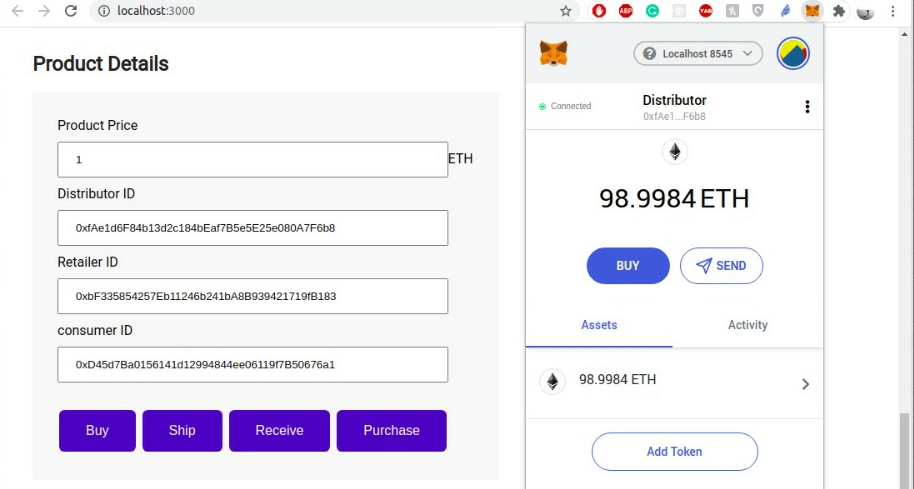 localhost:3000
ABP
YAB
Product Details
Product Price
1
ETH
Distributor ID
0xfAe1d6F84b13d2c184bEaf7B5e5E25e080A7F6b8
Retailer ID
0xbF335854257Eb11246b241bA8B939421719fB183
consumer ID
0xD45d7Ba0156141d12994844ee06119f7B50676a1
Buy
Ship
Receive
Purchase
Localhost 8545
Connected
Distributor
0xfAe1...F6b8
98.9984 ETH
BUY
SEND
Assets
Activity
98.9984 ETH
Add Token